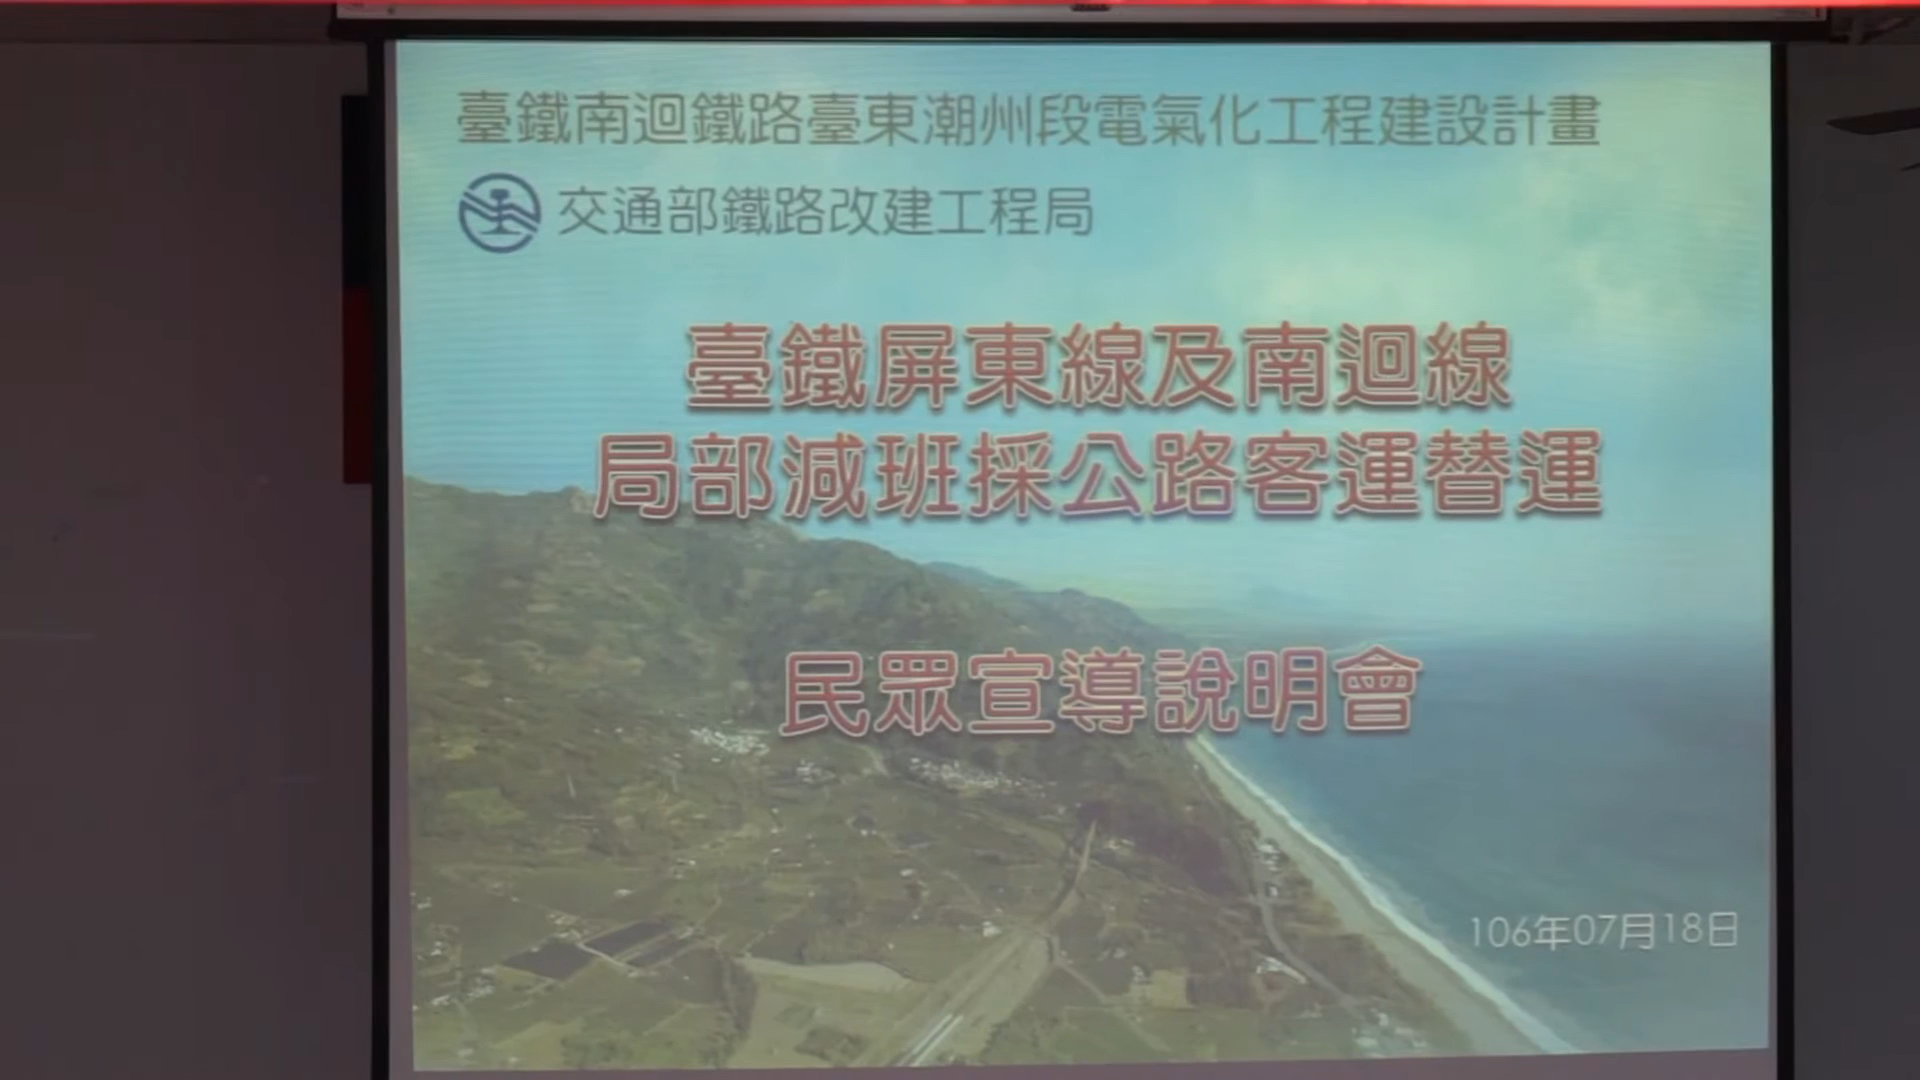 臺鐵南迴鐵路臺東潮州段電氣化工程建設計畫
交通部鐵路改建工程局
臺鐵屏東線及南迴線
局部減班採公路客運替運
民眾宣導說明會
106年07月18日